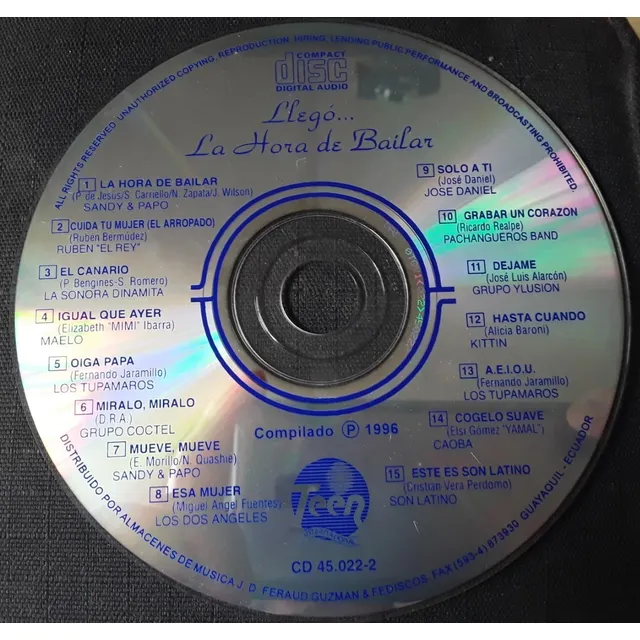 ALL RIGHTS RESERVED. UNAUTHORIZED COPYING, REPRODUCTION, HIRING, LENDING PUBLIC PERFORMANCE AND BROADCASTING PROHIBITED.
COMPACT
disc
DIGITAL AUDIO
Llegó...
La Hora de Bailar
1 LA HORA DE BAILAR
(P. de Jesús/S. Carriello/N. Zapata/J. Wilson)
SANDY & PAPO
2 CUIDA TU MUJER (EL ARROPADO)
(Ruben Bermúdez)
RUBEN "EL REY"
3 EL CANARIO
(P. Bengines-S. Romero)
LA SONORA DINAMITA
4 IGUAL QUE AYER
(Elizabeth "MIMI" Ibarra)
MAELO
5 OIGA PAPA
(Fernando Jaramillo)
LOS TUPAMAROS
6 MIRALO, MIRALO
(D.R.A.)
GRUPO COCTEL
7 MUEVE, MUEVE
(E. Morillo/N. Quashie)
SANDY & PAPO
8 ESA MUJER
(Miguel Angel Fuentes)
LOS DOS ANGELES
9 SOLO A TI
(José Daniel)
JOSE DANIEL
10 GRABAR UN CORAZON
(Ricardo Realpe)
PACHANGUEROS BAND
11 DEJAME
(José Luis Alarcón)
GRUPO YLUSION
12 HASTA CUANDO
(Alicia Baroni)
KITTIN
13 A.E.I.O.U.
(Fernando Jaramillo)
LOS TUPAMAROS
14 COGELO SUAVE
(Elsi Gómez "YAMAL")
CAOBA
15 ESTE ES SON LATINO
(Cristian Vera Perdomo)
SON LATINO
Compilado Ⓟ 1996
Teen
CD 45.022-2
DISTRIBUIDO POR ALMACENES DE MUSICA J. D. FERAUD GUZMAN & FEDISCOS. FAX (593-4)873930 GUAYAQUIL - ECUADOR